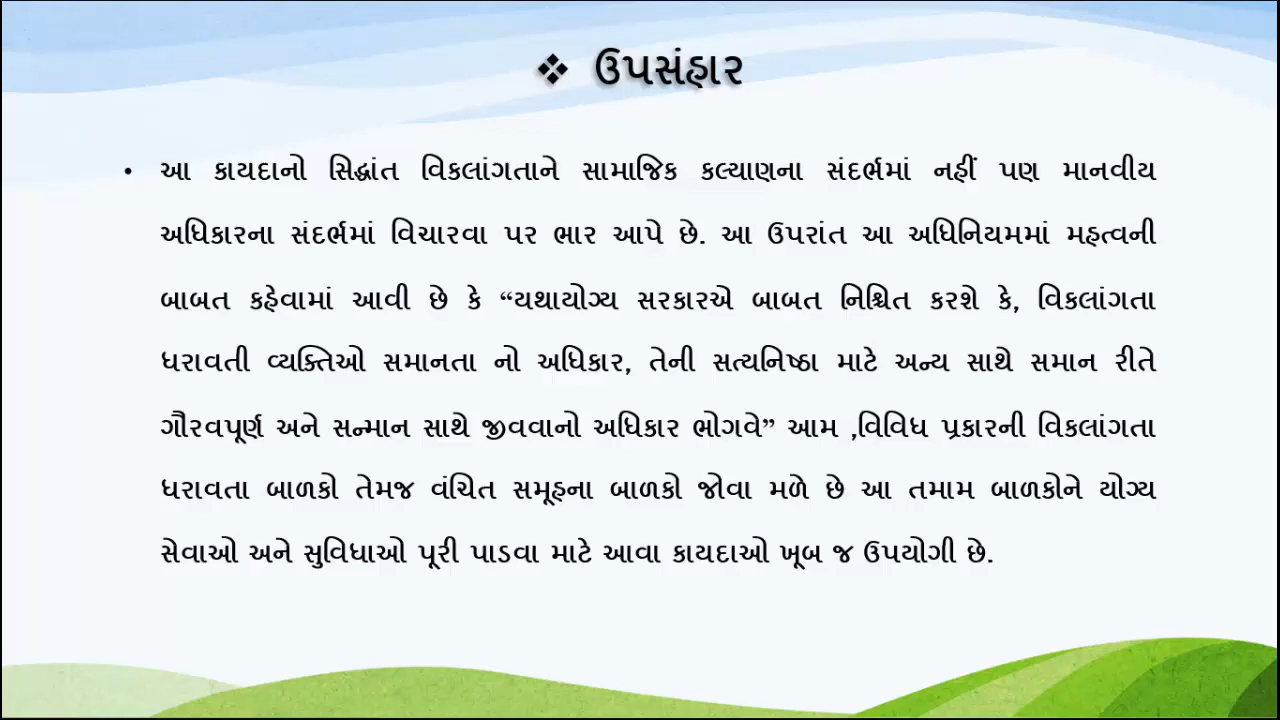 ❖ ઉપસંહાર
• આ કાયદાનો સિદ્ધાંત વિકલાંગતાને સામાજિક કલ્યાણના સંદર્ભમાં નહીં પણ માનવીય
અધિકારના સંદર્ભમાં વિચારવા પર ભાર આપે છે. આ ઉપરાંત આ અધિનિયમમાં મહત્વની
બાબત કહેવામાં આવી છે કે “યથાયોગ્ય સરકારએ બાબત નિશ્ચિત કરશે કે, વિકલાંગતા
ધરાવતી વ્યક્તિઓ સમાનતા નો અધિકાર, તેની સત્યનિષ્ઠા માટે અન્ય સાથે સમાન રીતે
ગૌરવપૂર્ણ અને સન્માન સાથે જીવવાનો અધિકાર ભોગવે” આમ ,વિવિધ પ્રકારની વિકલાંગતા
ધરાવતા બાળકો તેમજ વંચિત સમૂહના બાળકો જોવા મળે છે આ તમામ બાળકોને યોગ્ય
સેવાઓ અને સુવિધાઓ પૂરી પાડવા માટે આવા કાયદાઓ ખૂબ જ ઉપયોગી છે.